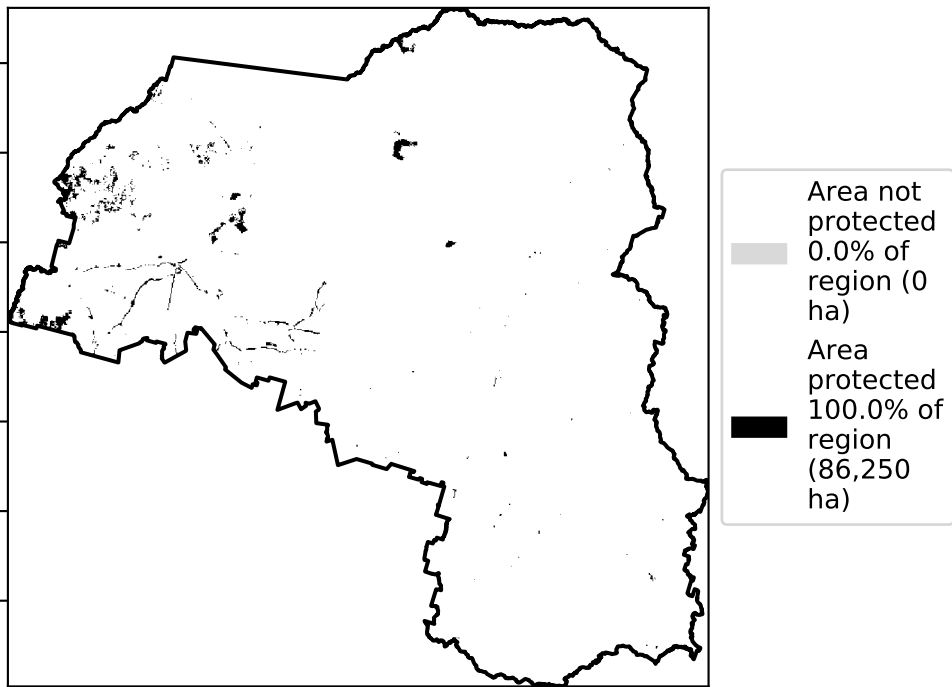 Area not
protected
0.0% of
region (0
ha)
Area
protected
100.0% of
region
(86,250
ha)